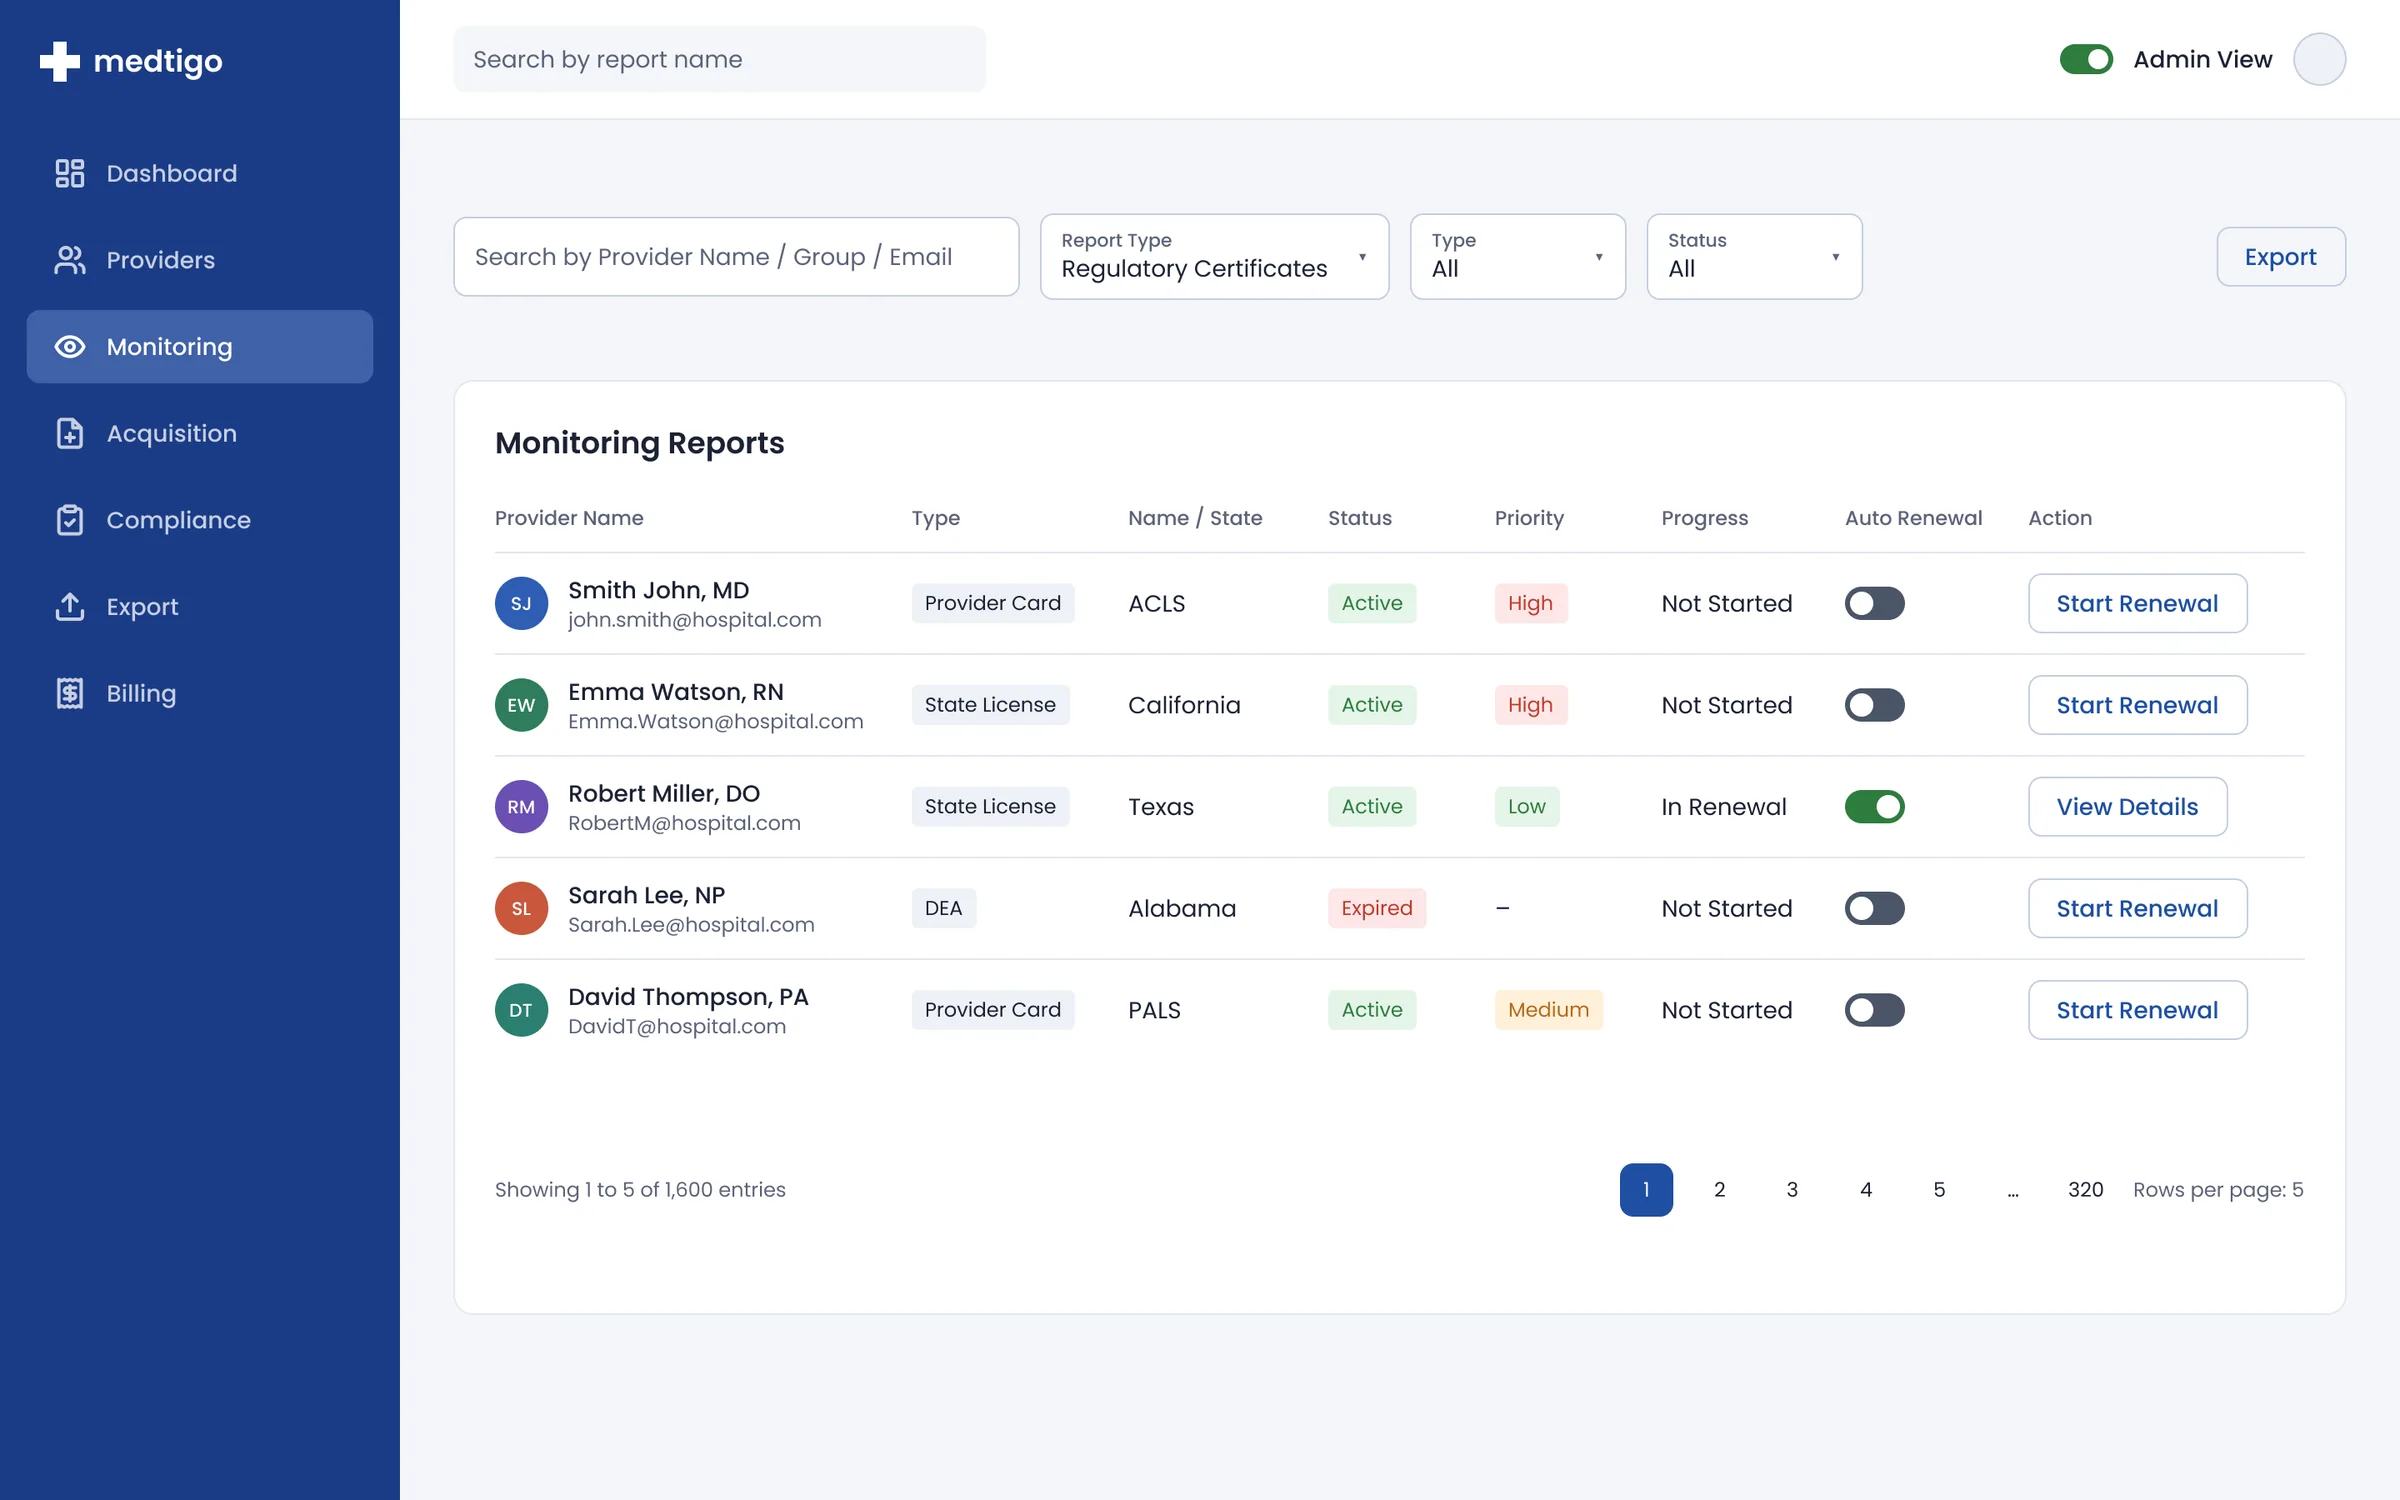 medtigo
Search by report name
Admin View
Dashboard
Providers
Monitoring
Acquisition
Compliance
Export
Billing
Search by Provider Name / Group / Email
Report Type
Regulatory Certificates
Type
All
Status
All
Export
Monitoring Reports
Provider Name Type Name / State Status Priority Progress Auto Renewal Action
SJ Smith John, MD
john.smith@hospital.com
Provider Card ACLS Active High Not Started Start Renewal
EW Emma Watson, RN
Emma.Watson@hospital.com
State License California Active High Not Started Start Renewal
RM Robert Miller, DO
RobertM@hospital.com
State License Texas Active Low In Renewal View Details
SL Sarah Lee, NP
Sarah.Lee@hospital.com
DEA Alabama Expired – Not Started Start Renewal
DT David Thompson, PA
DavidT@hospital.com
Provider Card PALS Active Medium Not Started Start Renewal
Showing 1 to 5 of 1,600 entries
1 2 3 4 5 ... 320 Rows per page: 5